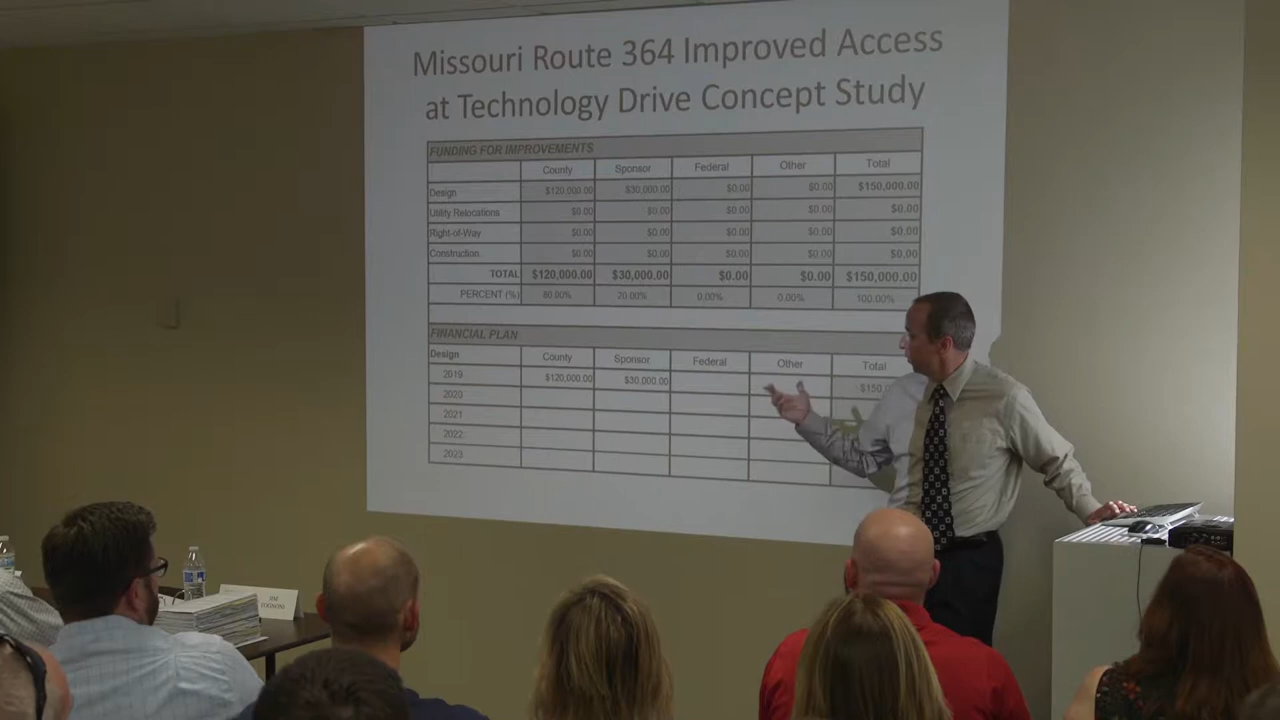 Missouri Route 364 Improved Access
at Technology Drive Concept Study
FUNDING FOR IMPROVEMENTS
County Sponsor Federal Other Total
Design $120,000.00 $30,000.00 $0.00 $0.00 $150,000.00
Utility Relocations $0.00 $0.00 $0.00 $0.00 $0.00
Right-of-Way $0.00 $0.00 $0.00 $0.00 $0.00
Construction $0.00 $0.00 $0.00 $0.00 $0.00
TOTAL $120,000.00 $30,000.00 $0.00 $0.00 $150,000.00
PERCENT (%) 80.00% 20.00% 0.00% 0.00% 100.00%
FINANCIAL PLAN
Design County Sponsor Federal Other Total
2019 $120,000.00 $30,000.00 $150
2020
2021
2022
2023